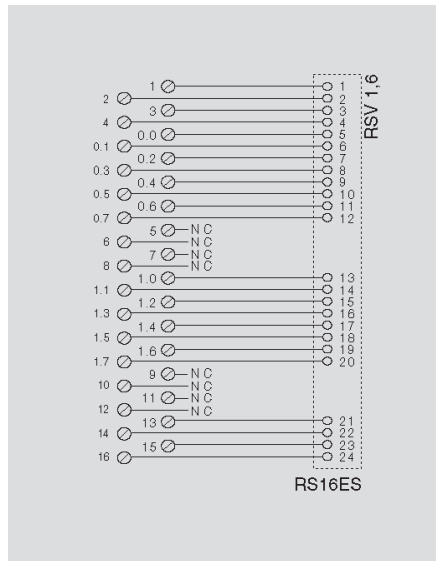 1 1
2 2
3 3
4 4
0.0 5
0.1 6
0.2 7
0.3 8
0.4 9
0.5 10
0.6 11
0.7 12
5 NC
6 NC
7 NC
8 NC
1.0 13
1.1 14
1.2 15
1.3 16
1.4 17
1.5 18
1.6 19
1.7 20
9 NC
10 NC
11 NC
12 NC
13 21
14 22
15 23
16 24
RSV 1,6
RS16ES